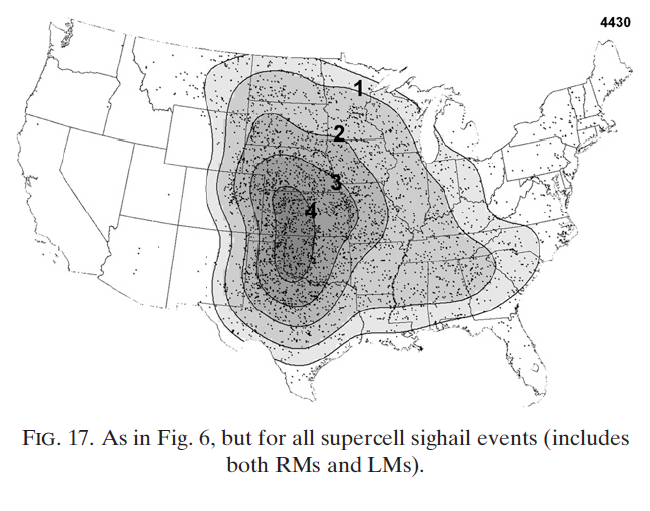 4430
1
2
3
4
FIG. 17. As in Fig. 6, but for all supercell sighail events (includes
both RMs and LMs).